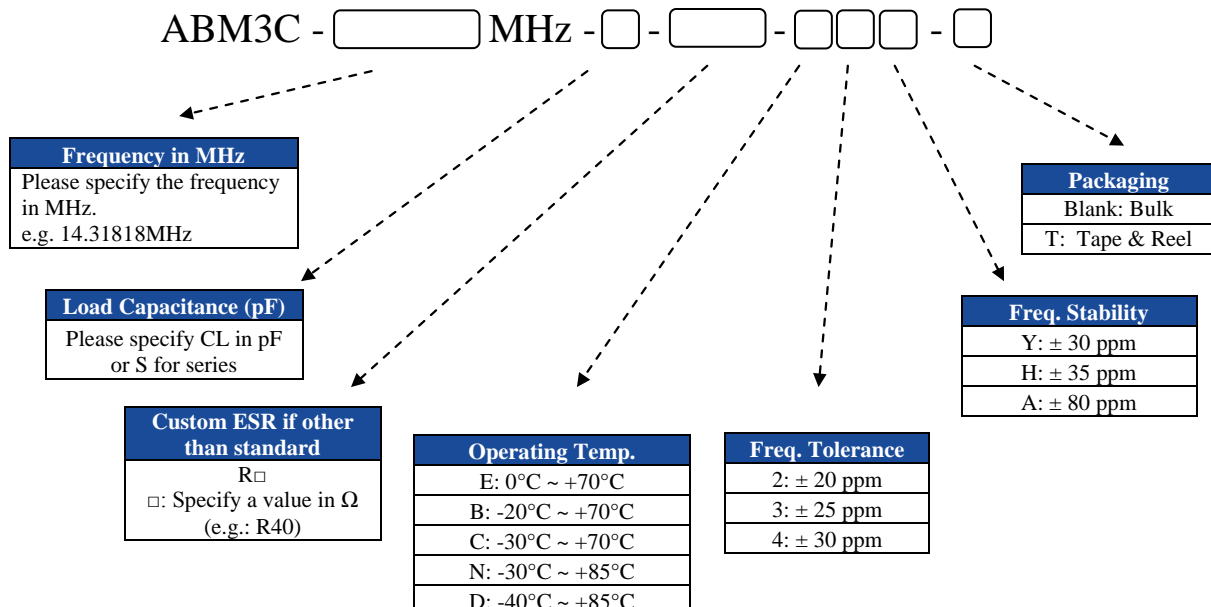 ABM3C - MHz - - -  -
Frequency in MHz
Please specify the frequency
in MHz.
e.g. 14.31818MHz
Load Capacitance (pF)
Please specify CL in pF
or S for series
Custom ESR if other
than standard
R□
□: Specify a value in Ω
(e.g.: R40)
Operating Temp.
E: 0°C ~ +70°C
B: -20°C ~ +70°C
C: -30°C ~ +70°C
N: -30°C ~ +85°C
D: -40°C ~ +85°C
Freq. Tolerance
2: ± 20 ppm
3: ± 25 ppm
4: ± 30 ppm
Freq. Stability
Y: ± 30 ppm
H: ± 35 ppm
A: ± 80 ppm
Packaging
Blank: Bulk
T: Tape & Reel